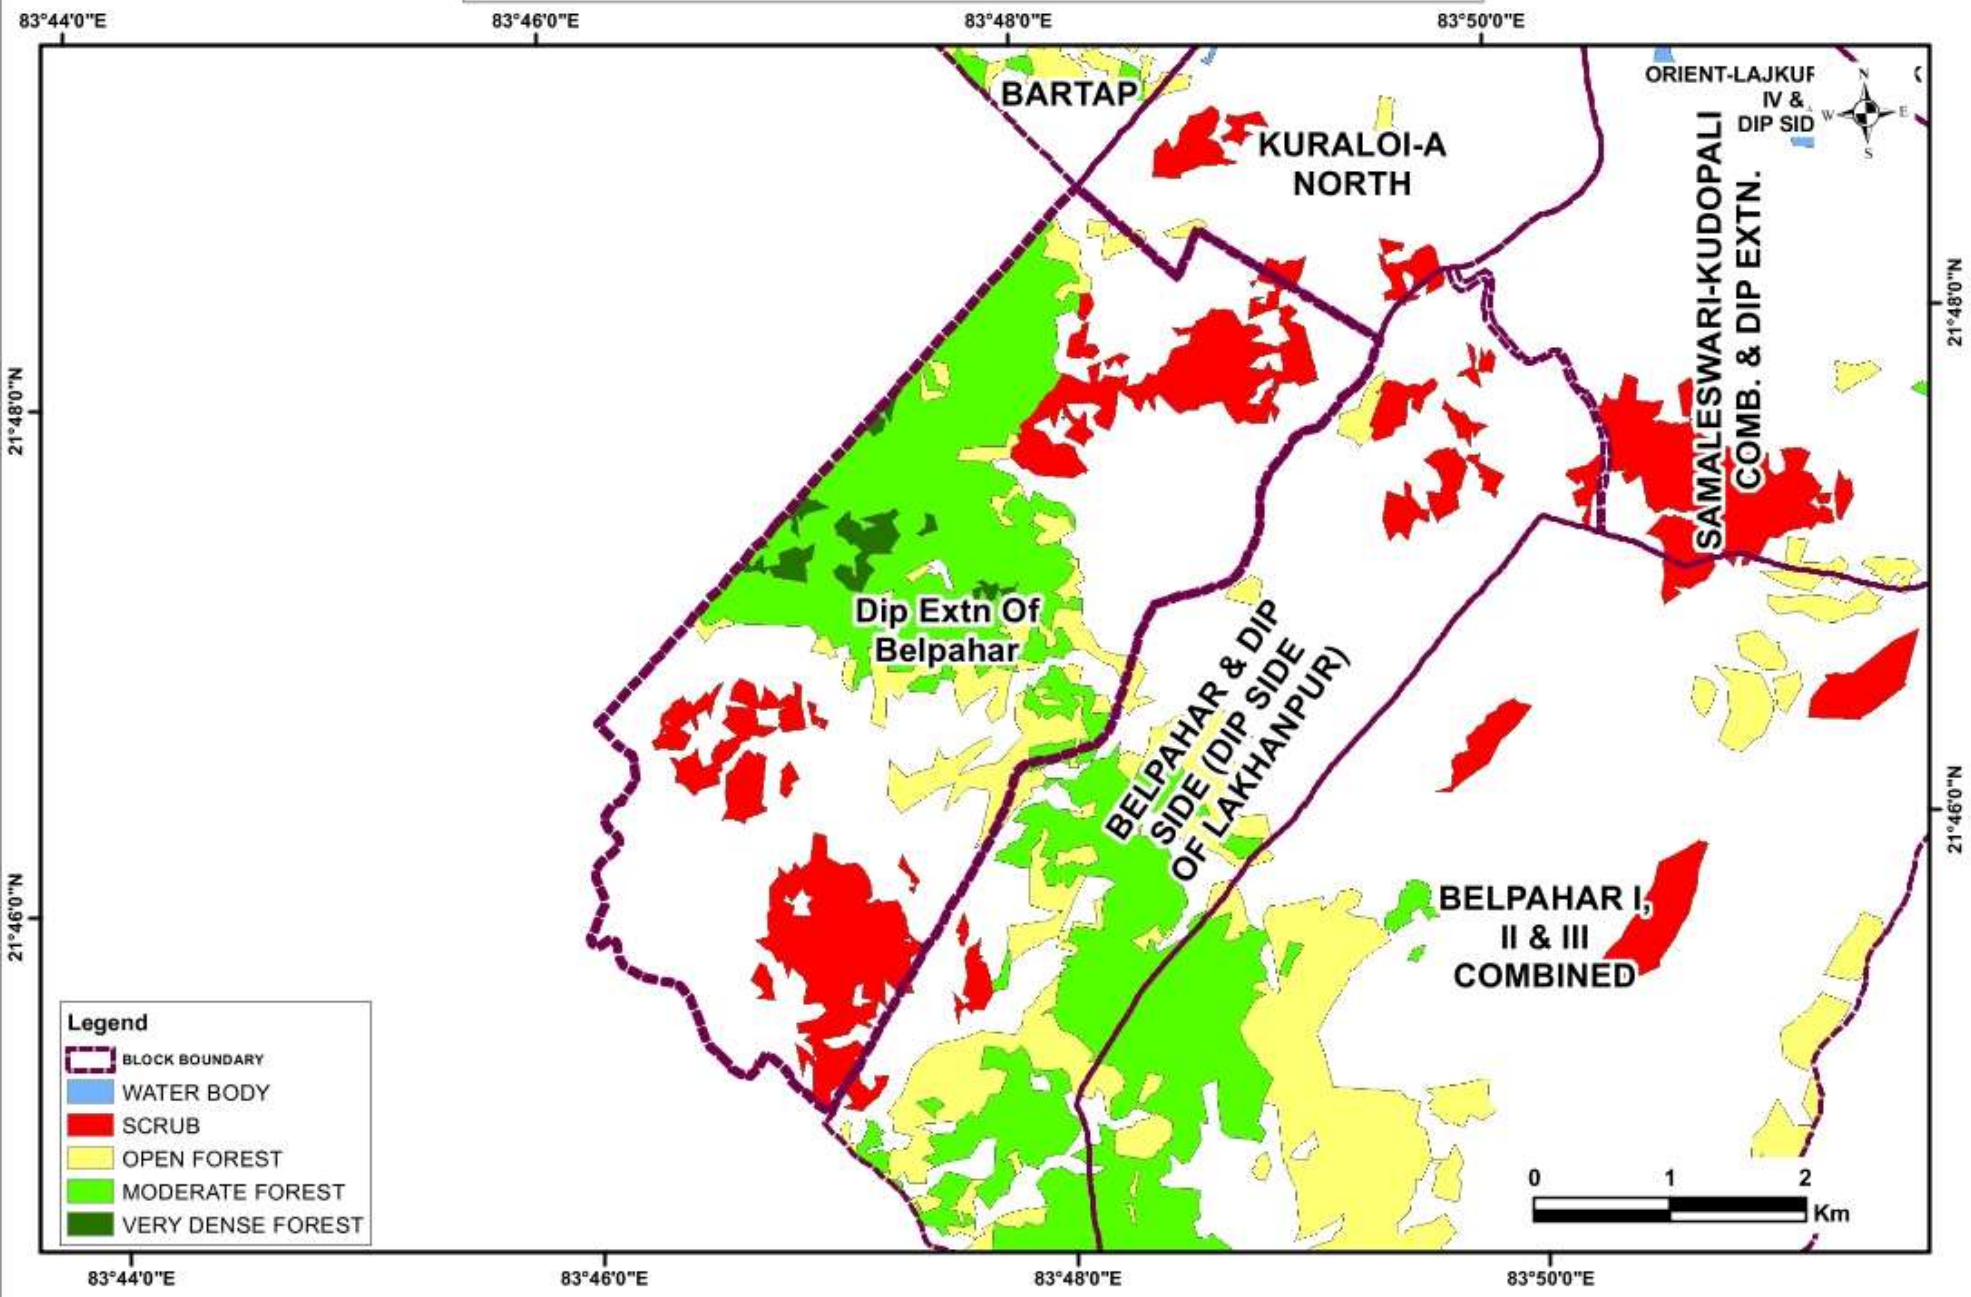 83°44'0"E 83°46'0"E 83°48'0"E 83°50'0"E
ORIENT-LAJKUR
IV &
DIP SID
N
W E
S
BARTAP
KURALOI-A
NORTH
SAMALESWARI-KUDOPALI
COMB. & DIP EXTN.
21°48'0"N
21°48'0"N
Dip Extn Of
Belpahar
BELPAHAR & DIP
SIDE (DIP SIDE
OF LAKHANPUR)
21°46'0"N
21°46'0"N
BELPAHAR I,
II & III
COMBINED
Legend
BLOCK BOUNDARY
WATER BODY
SCRUB
OPEN FOREST
MODERATE FOREST
VERY DENSE FOREST
0 1 2
Km
83°44'0"E 83°46'0"E 83°48'0"E 83°50'0"E